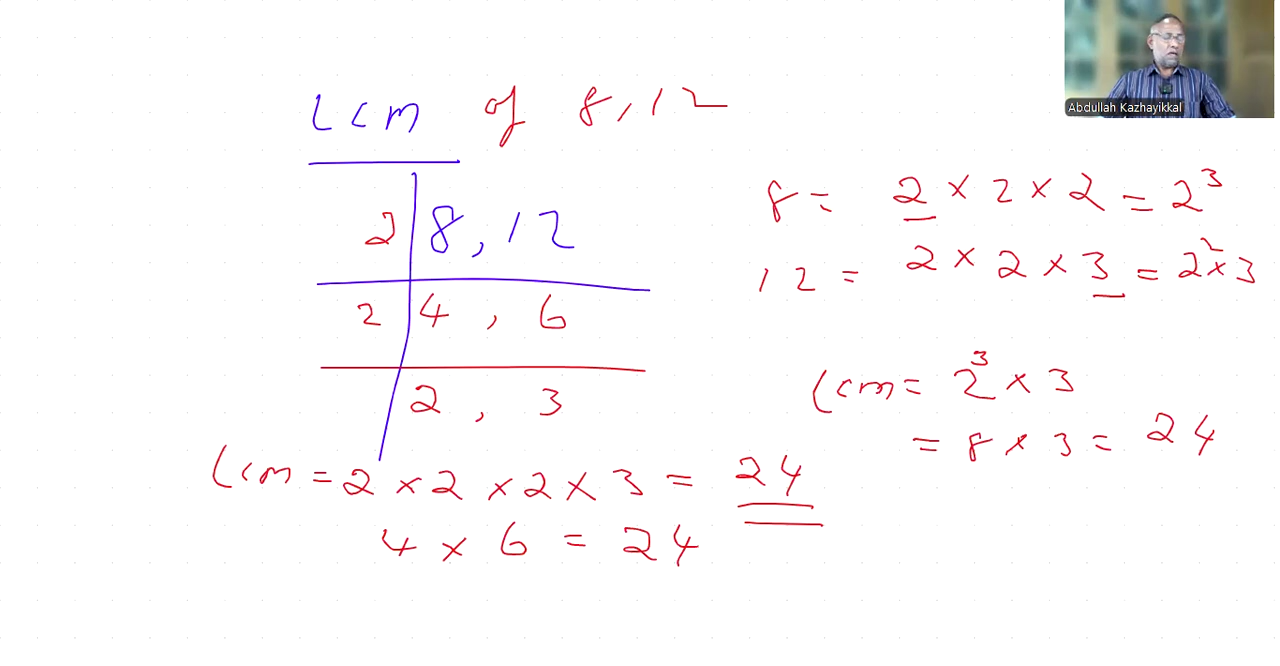 Lcm of 8,12
2 8, 12
2 4, 6
2, 3
Lcm = 2 × 2 × 2 × 3 = 24
4 × 6 = 24
8 = 2 × 2 × 2 = 2³
12 = 2 × 2 × 3 = 2² × 3
Lcm = 2³ × 3
= 8 × 3 = 24
Abdullah Kazhayikkal